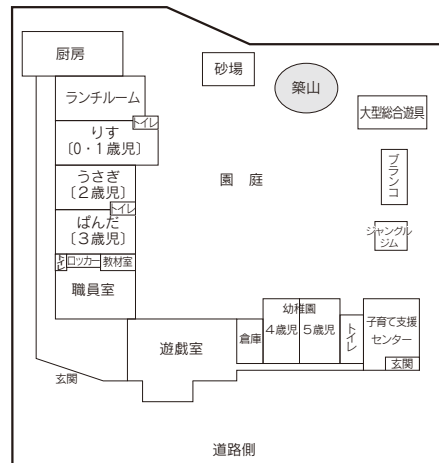 厨房
砂場
築山
大型総合遊具
ランチルーム
トイレ
りす
〔0・1歳児〕
うさぎ
〔2歳児〕
トイレ
ぱんだ
〔3歳児〕
園　庭
ブランコ
ジャングル
ジム
トイレ
ロッカー
教材室
職員室
遊戯室
倉庫
幼稚園
4歳児
5歳児
トイレ
子育て支援
センター
玄関
玄関
道路側